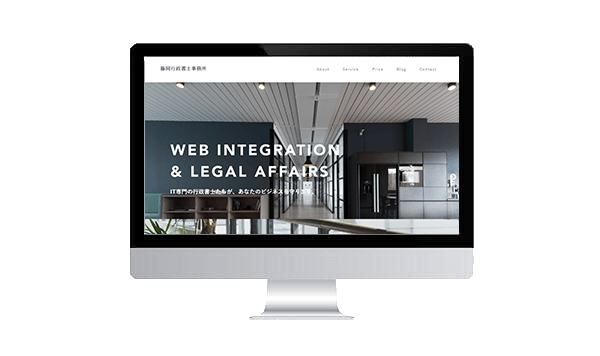 藤岡行政書士事務所
About Service Price Blog Contact
WEB INTEGRATION
& LEGAL AFFAIRS
IT専門の行政書士たちが、あなたのビジネスを守ります。